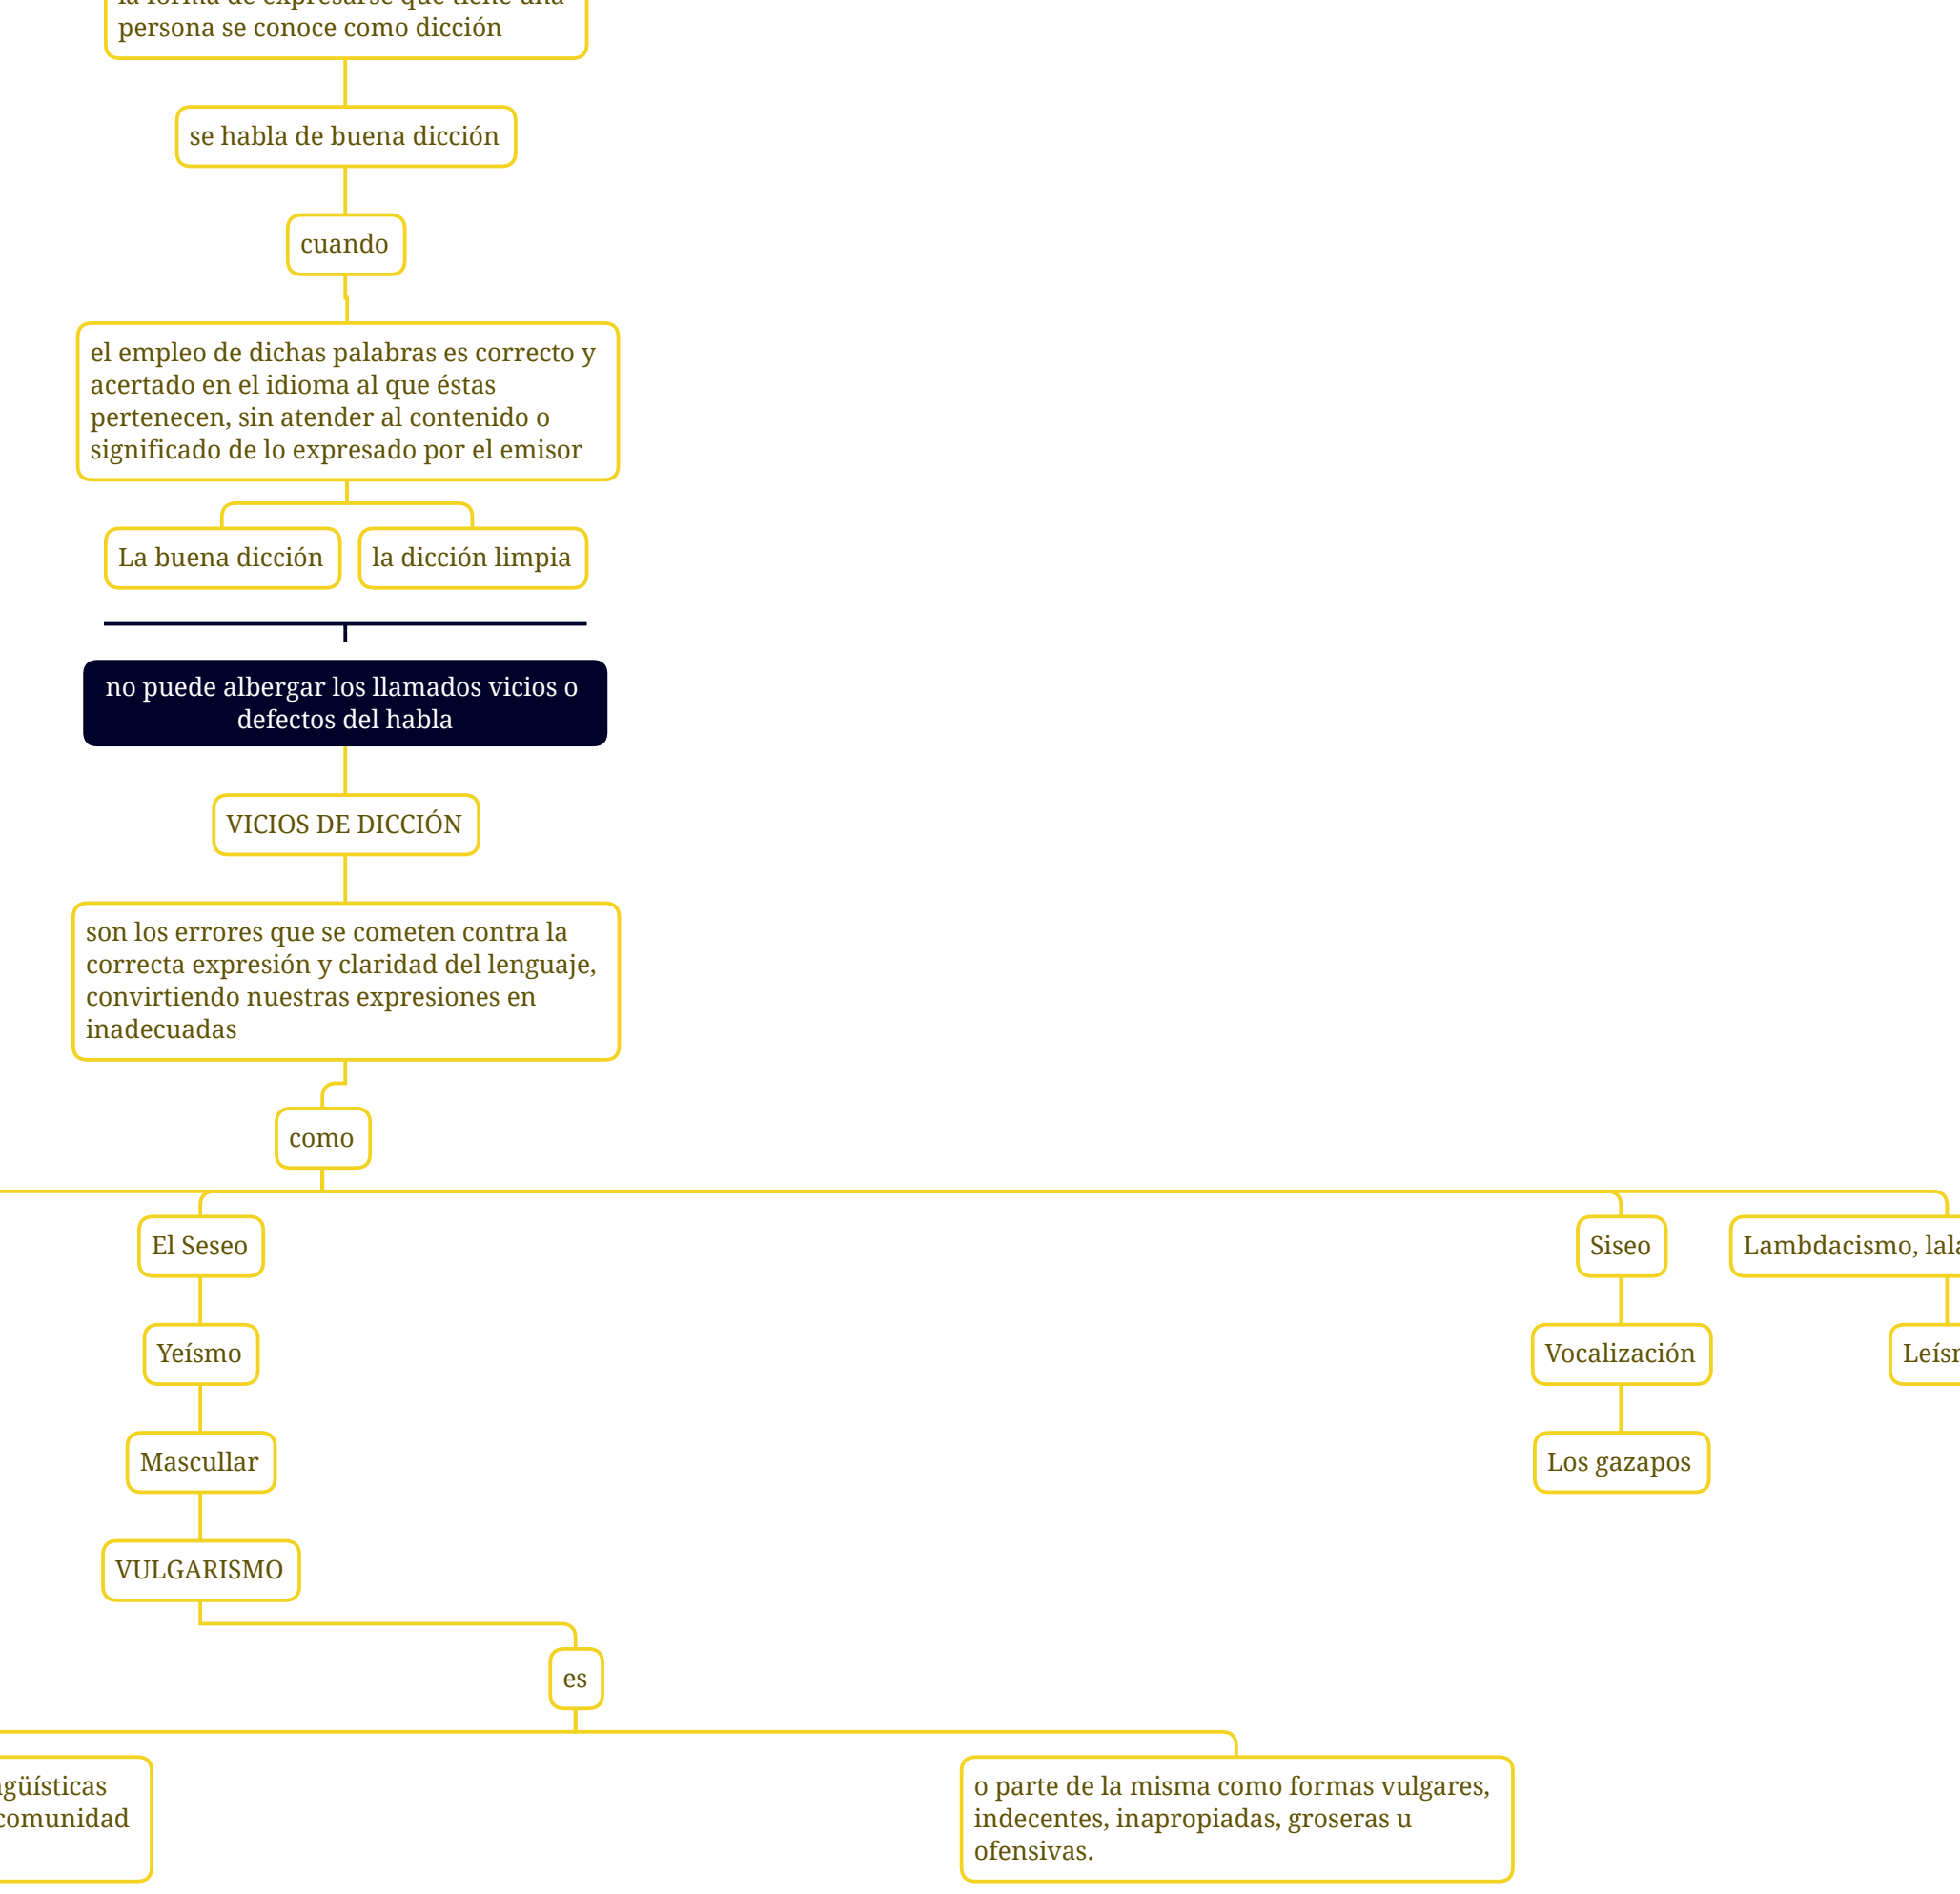 persona se conoce como dicción
se habla de buena dicción
cuando
el empleo de dichas palabras es correcto y
acertado en el idioma al que éstas
pertenecen, sin atender al contenido o
significado de lo expresado por el emisor
La buena dicción
la dicción limpia
no puede albergar los llamados vicios o
defectos del habla
VICIOS DE DICCIÓN
son los errores que se cometen contra la
correcta expresión y claridad del lenguaje,
convirtiendo nuestras expresiones en
inadecuadas
como
El Seseo
Siseo
Lambdacismo,
Yeísmo
Vocalización
Mascullar
Los gazapos
VULGARISMO
es
comunidad
o parte de la misma como formas vulgares,
indecentes, inapropiadas, groseras u
ofensivas.